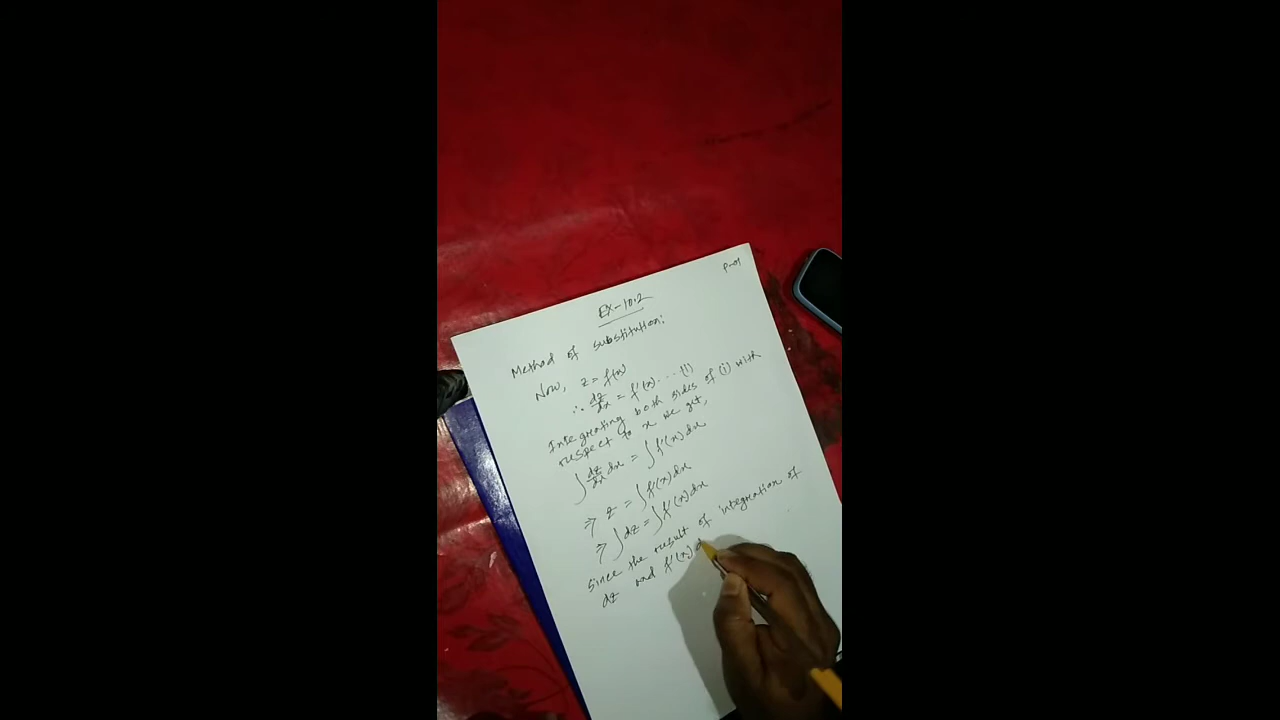 P-01
EX-10.2
Method of substitution:
Now, z = f(x)
∴ dz/dx = f'(x)....(i)
Integrating both sides of (i) with
respect to x we get,
∫ dz/dx dx = ∫ f'(x) dx
⇒ z = ∫ f'(x) dx
⇒ ∫ dz = ∫ f'(x) dx
Since the result of integration of
dz and f'(x) d